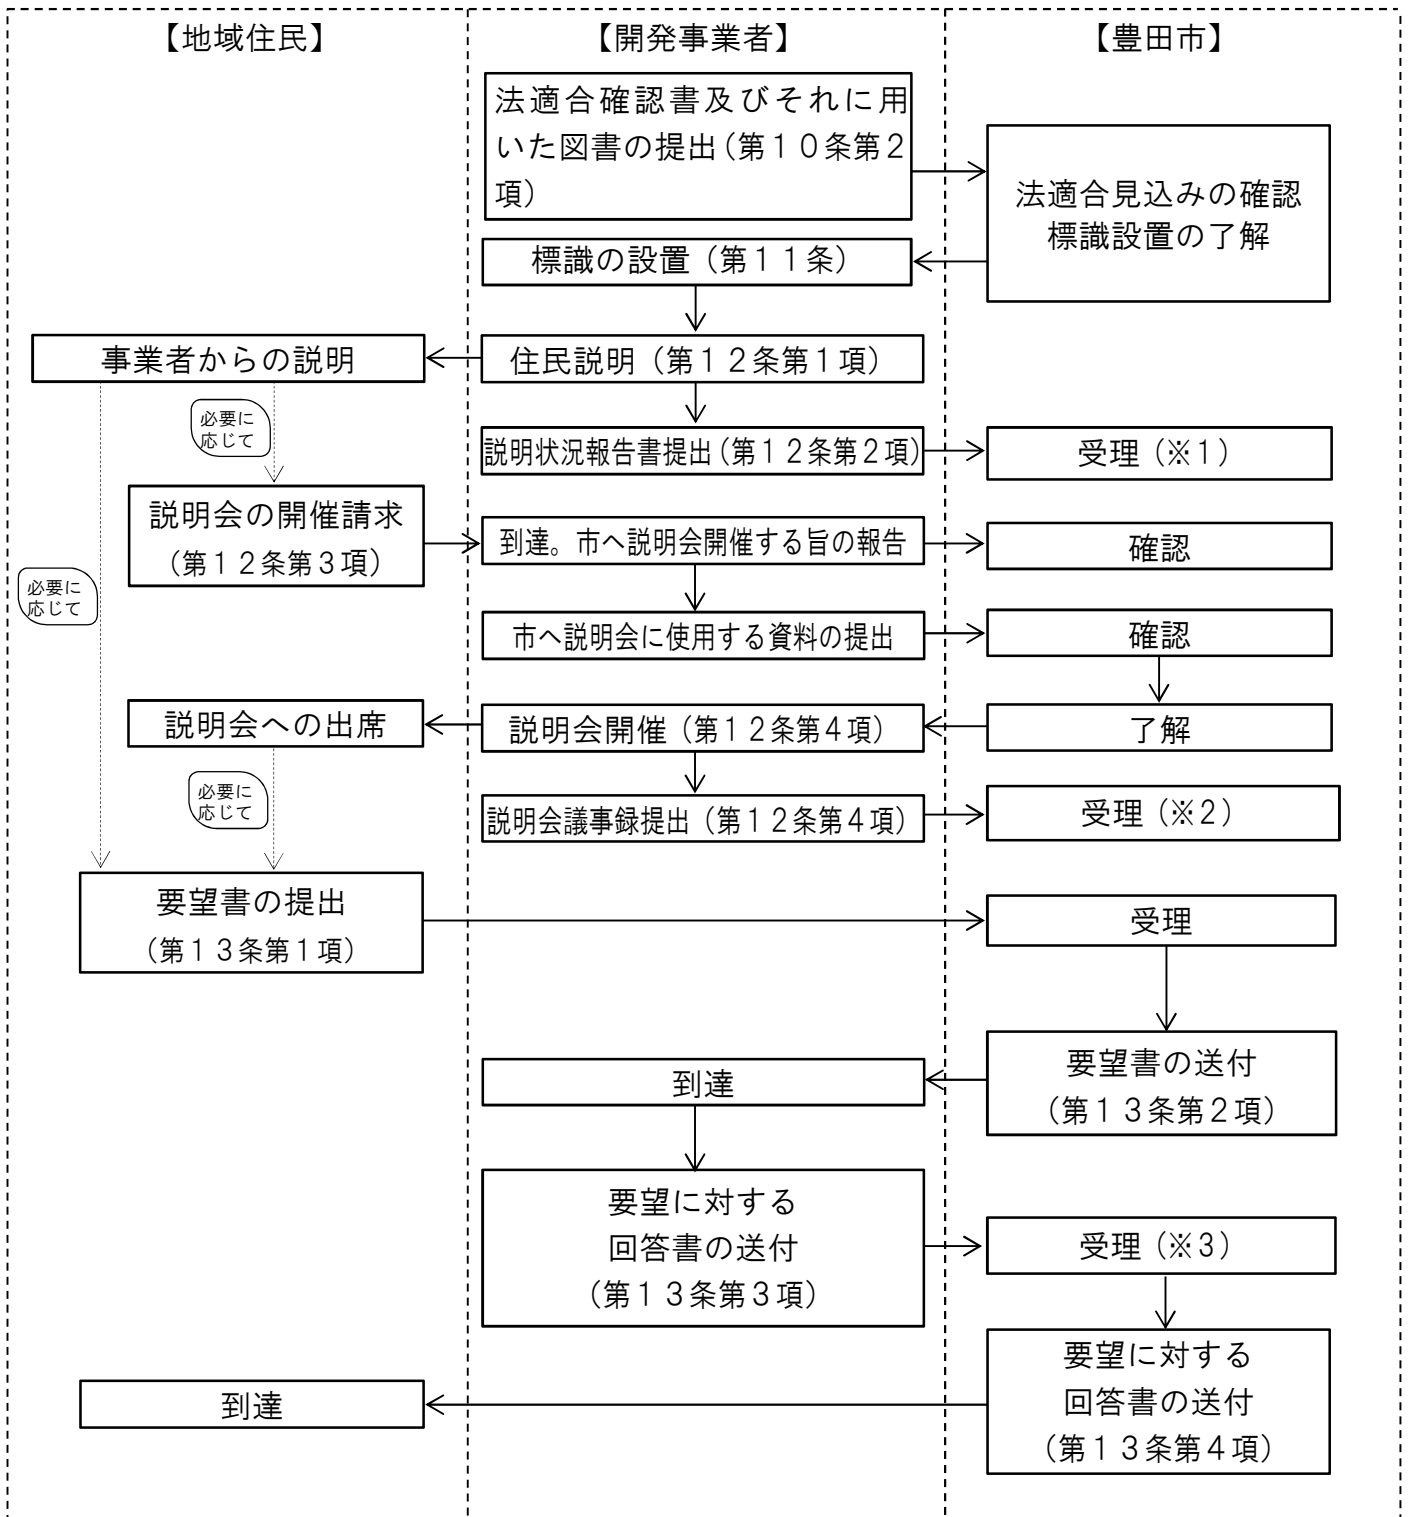 【地域住民】
【開発事業者】
【豊田市】
法適合確認書及びそれに用
いた図書の提出（第１０条第２
項）
法適合見込みの確認
標識設置の了解
標識の設置（第１１条）
事業者からの説明
住民説明（第１２条第１項）
必要に
応じて
説明状況報告書提出（第１２条第２項）
受理（※１）
説明会の開催請求
（第１２条第３項）
到達。市へ説明会開催する旨の報告
確認
必要に
応じて
市へ説明会に使用する資料の提出
確認
説明会への出席
説明会開催（第１２条第４項）
了解
必要に
応じて
説明会議事録提出（第１２条第４項）
受理（※２）
要望書の提出
（第１３条第１項）
受理
到達
要望書の送付
（第１３条第２項）
要望に対する
回答書の送付
（第１３条第３項）
受理（※３）
要望に対する
回答書の送付
（第１３条第４項）
到達